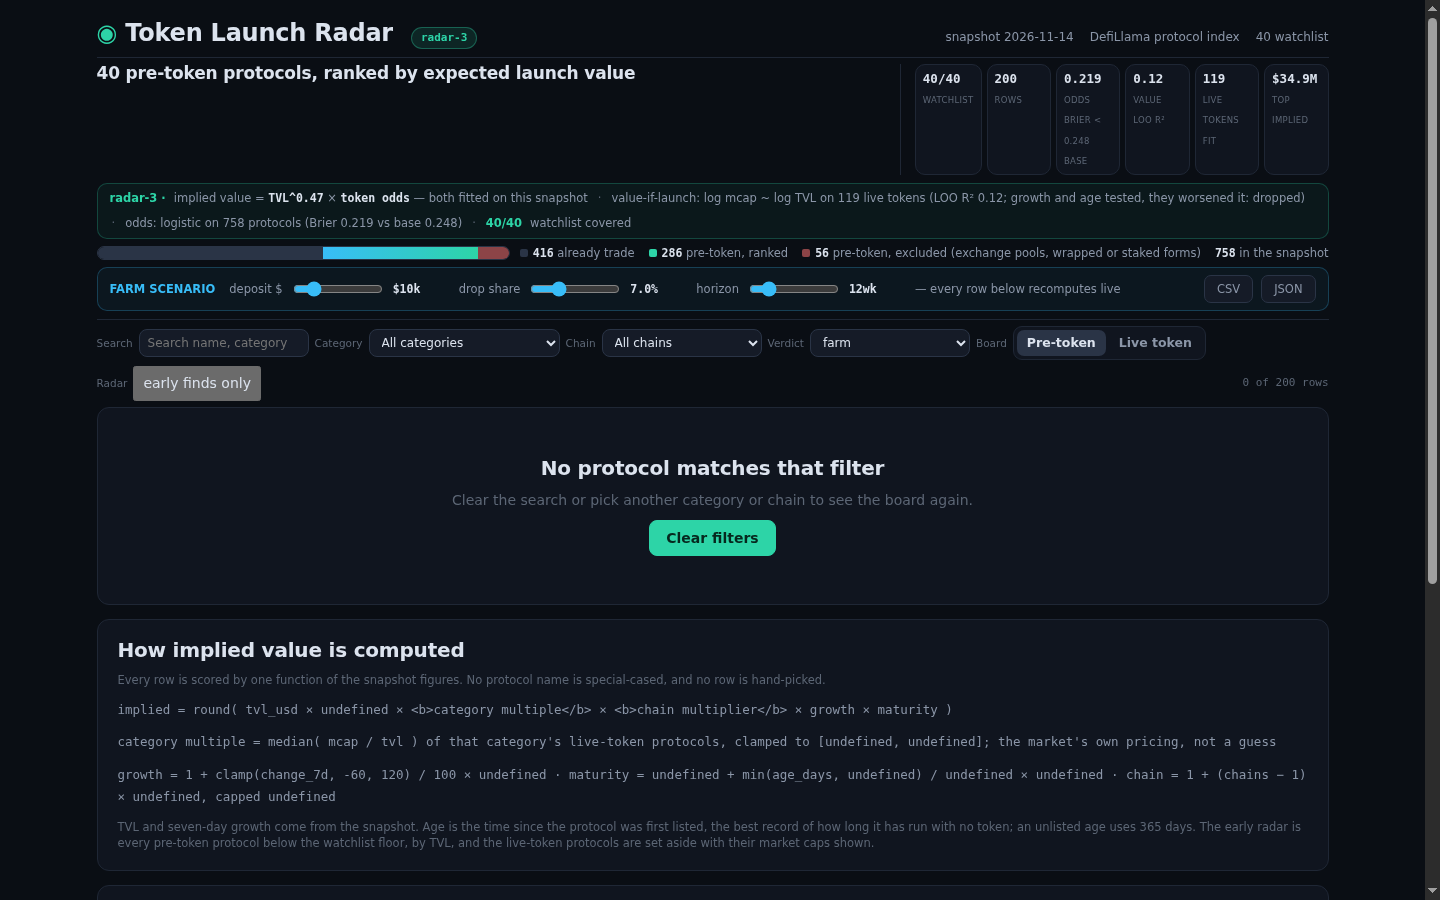 ◉ Token Launch Radar radar-3
snapshot 2026-11-14 DefiLlama protocol index 40 watchlist
40 pre-token protocols, ranked by expected launch value
40/40 WATCHLIST
200 ROWS
0.219 ODDS BRIER < 0.248 BASE
0.12 VALUE LOO R²
119 LIVE TOKENS FIT
$34.9M TOP IMPLIED
radar-3 · implied value = TVL^0.47 × token odds — both fitted on this snapshot · value-if-launch: log mcap ~ log TVL on 119 live tokens (LOO R² 0.12; growth and age tested, they worsened it: dropped)
· odds: logistic on 758 protocols (Brier 0.219 vs base 0.248) · 40/40 watchlist covered
416 already trade 286 pre-token, ranked 56 pre-token, excluded (exchange pools, wrapped or staked forms) 758 in the snapshot
FARM SCENARIO deposit $ $10k drop share 7.0% horizon 12wk — every row below recomputes live CSV JSON
Search Search name, category Category All categories Chain All chains Verdict farm Board Pre-token Live token
Radar early finds only 0 of 200 rows
No protocol matches that filter
Clear the search or pick another category or chain to see the board again.
Clear filters
How implied value is computed
Every row is scored by one function of the snapshot figures. No protocol name is special-cased, and no row is hand-picked.
implied = round( tvl_usd × undefined × <b>category multiple</b> × <b>chain multiplier</b> × growth × maturity )
category multiple = median( mcap / tvl ) of that category's live-token protocols, clamped to [undefined, undefined]; the market's own pricing, not a guess
growth = 1 + clamp(change_7d, -60, 120) / 100 × undefined · maturity = undefined + min(age_days, undefined) / undefined × undefined · chain = 1 + (chains − 1)
× undefined, capped undefined
TVL and seven-day growth come from the snapshot. Age is the time since the protocol was first listed, the best record of how long it has run with no token; an unlisted age uses 365 days. The early radar is
every pre-token protocol below the watchlist floor, by TVL, and the live-token protocols are set aside with their market caps shown.